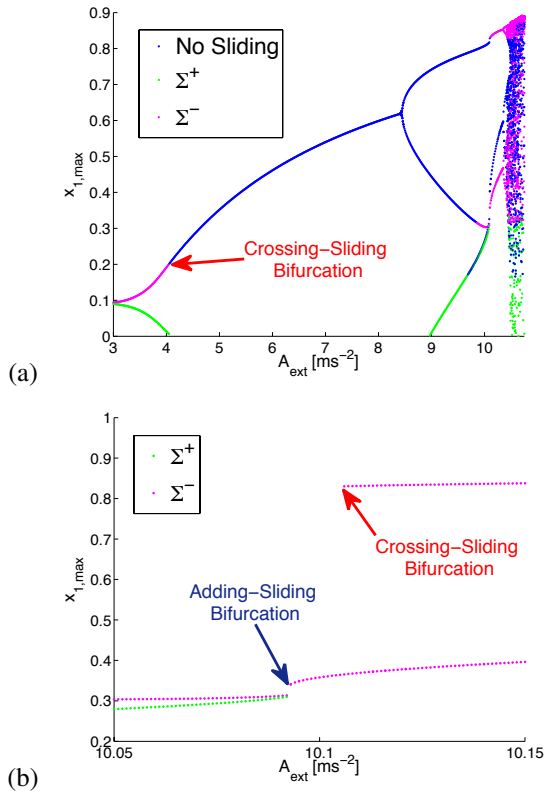 0.9
0.8
0.7
0.6
0.5
0.4
0.3
0.2
0.1
0
x1,max
No Sliding
Σ+
Σ−
Crossing−Sliding
Bifurcation
3 4 5 6 7 8 9 10
Aext [ms−2]
(a)
1
0.9
0.8
0.7
0.6
0.5
0.4
0.3
0.2
x1,max
Σ+
Σ−
Crossing−Sliding
Bifurcation
Adding−Sliding
Bifurcation
10.05 10.1 10.15
Aext [ms−2]
(b)